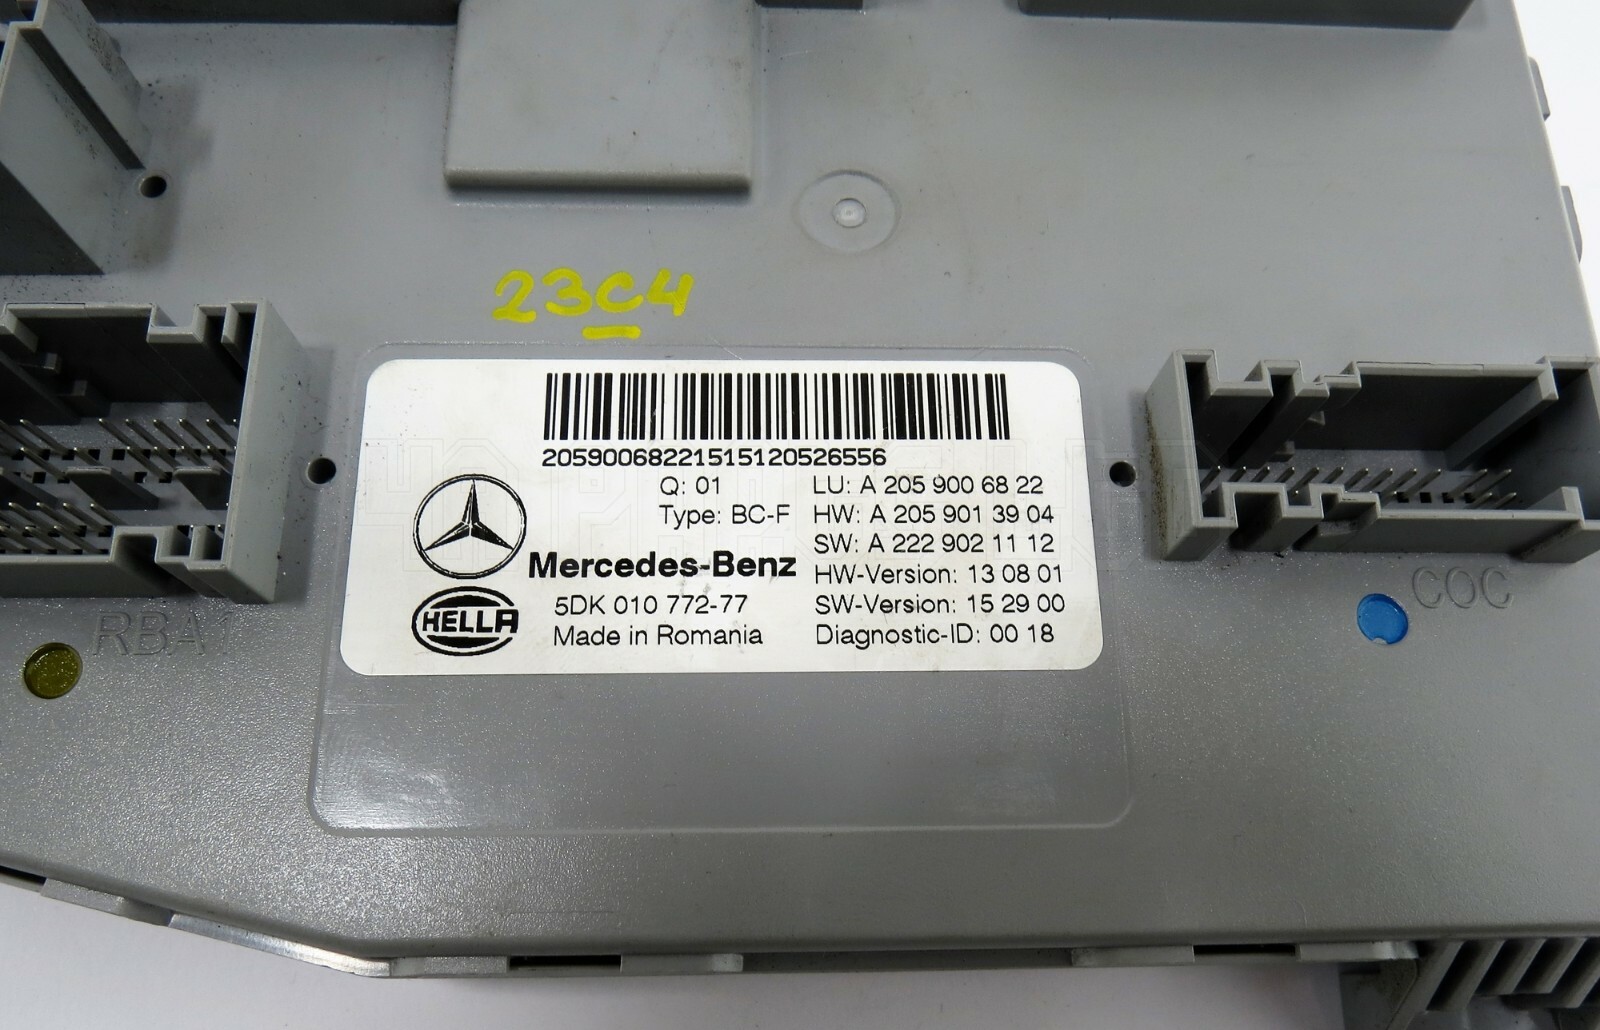 23C4
2059006822151512052​6556
Q: 01
LU: A 205 900 68 22
Type: BC-F
HW: A 205 901 39 04
SW: A 222 902 11 12
Mercedes-Benz
HW-Version: 13 08 01
HELLA
5DK 010 772-77
SW-Version: 15 29 00
Made in Romania
Diagnostic-ID: 00 18
RBA1
COC